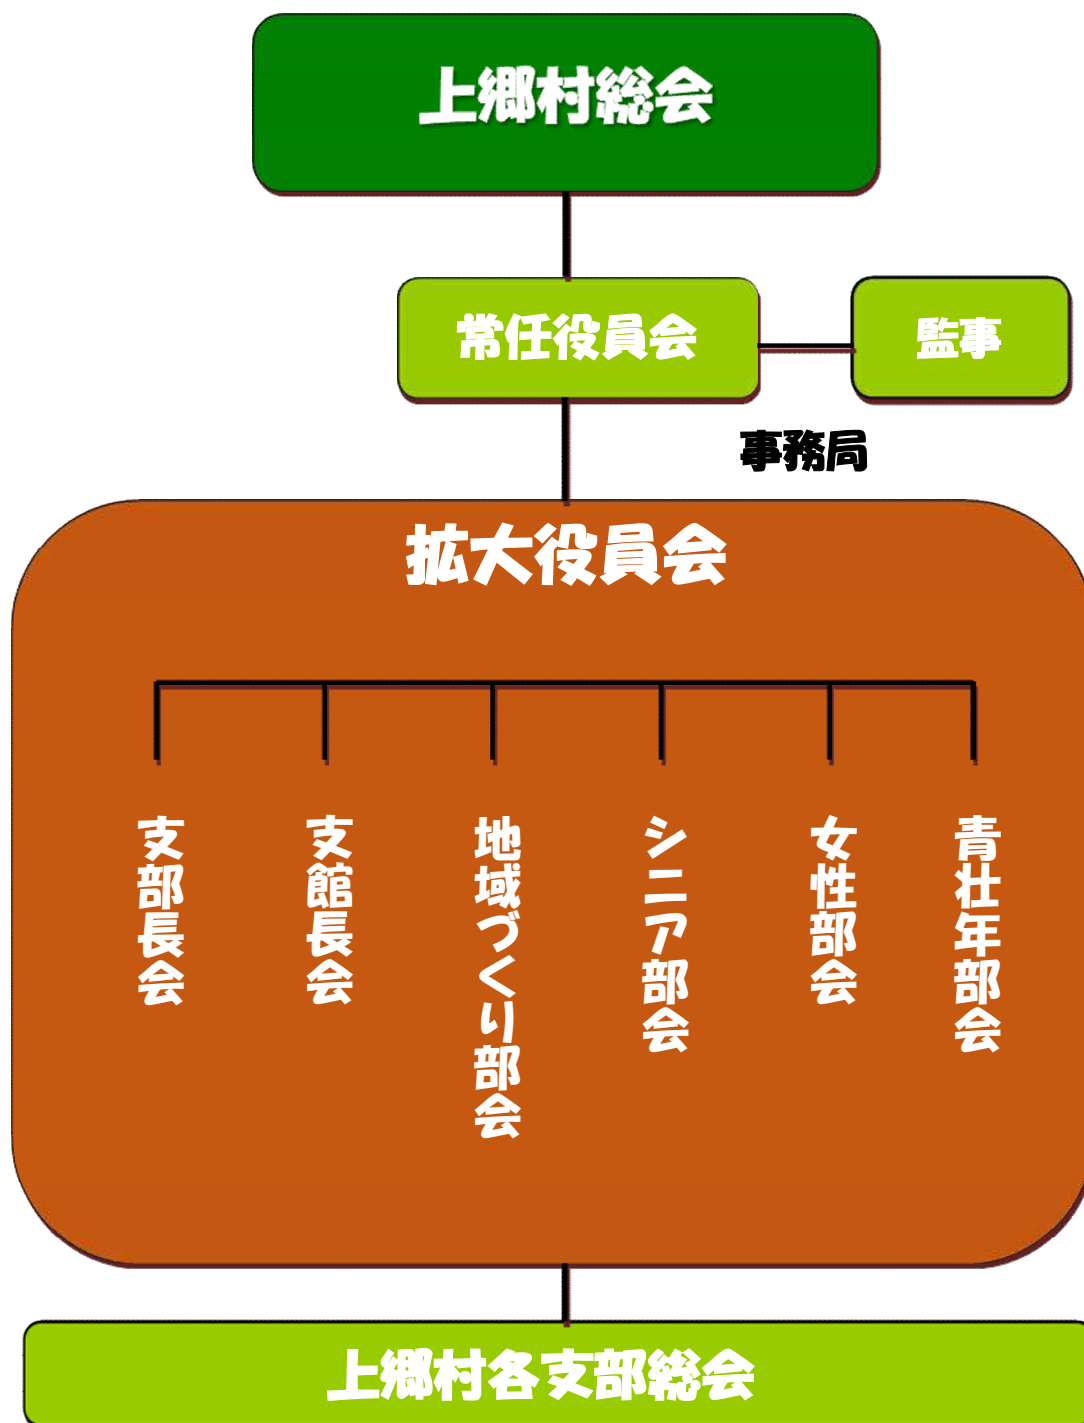 上郷村総会
常任役員会
監事
事務局
拡大役員会
支部長会
支館長会
地域づくり部会
シニア部会
女性部会
青壮年部会
上郷村各支部総会